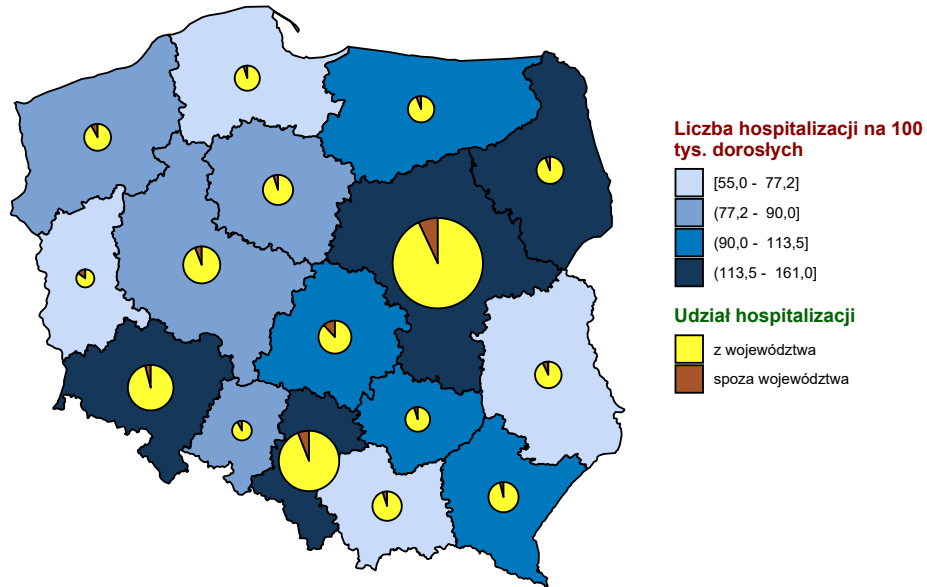 Liczba hospitalizacji na 100
tys. dorosłych
[55,0 - 77,2]
(77,2 - 90,0]
(90,0 - 113,5]
(113,5 - 161,0]
Udział hospitalizacji
z województwa
spoza województwa